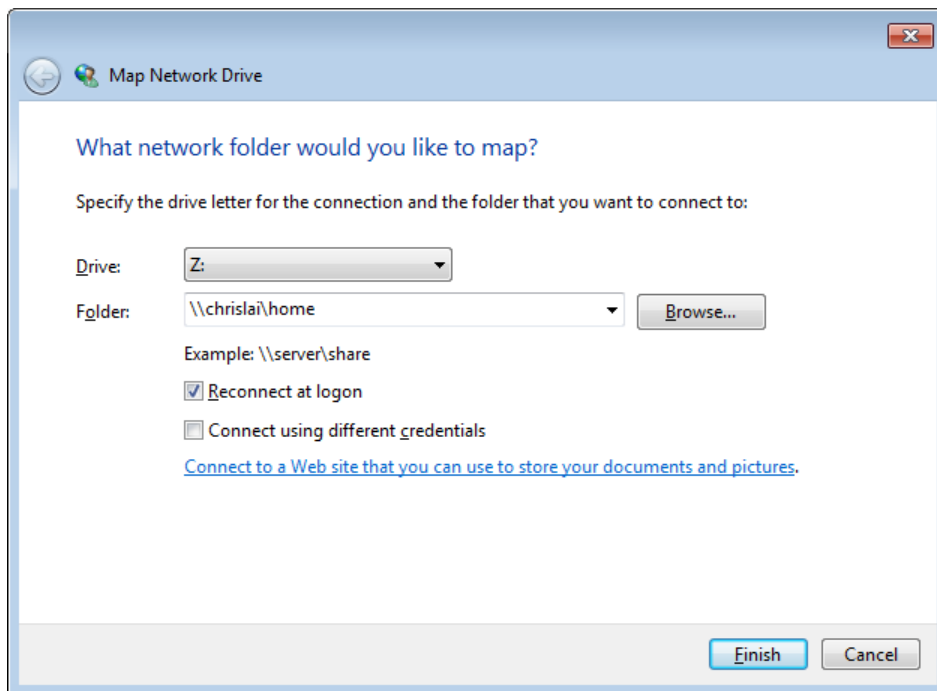 Map Network Drive
What network folder would you like to map?
Specify the drive letter for the connection and the folder that you want to connect to:
Drive: Z:
Folder: \\chrislai\home Browse...
Example: \\server\share
Reconnect at logon
Connect using different credentials
Connect to a Web site that you can use to store your documents and pictures.
Finish Cancel